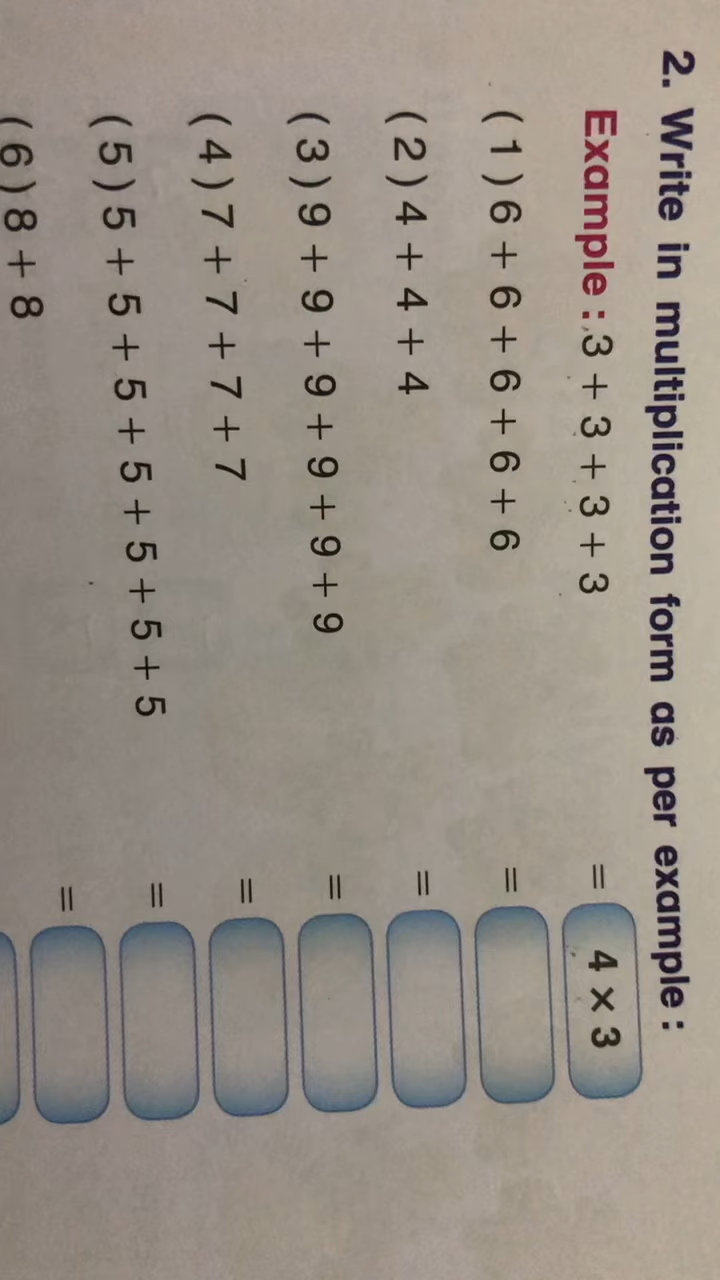 2. Write in multiplication form as per example :
Example : 3 + 3 + 3 + 3 = 4 × 3
( 1 ) 6 + 6 + 6 + 6 + 6 =
( 2 ) 4 + 4 + 4 =
( 3 ) 9 + 9 + 9 + 9 + 9 + 9 =
( 4 ) 7 + 7 + 7 + 7 =
( 5 ) 5 + 5 + 5 + 5 + 5 + 5 + 5 =
( 6 ) 8 + 8 =